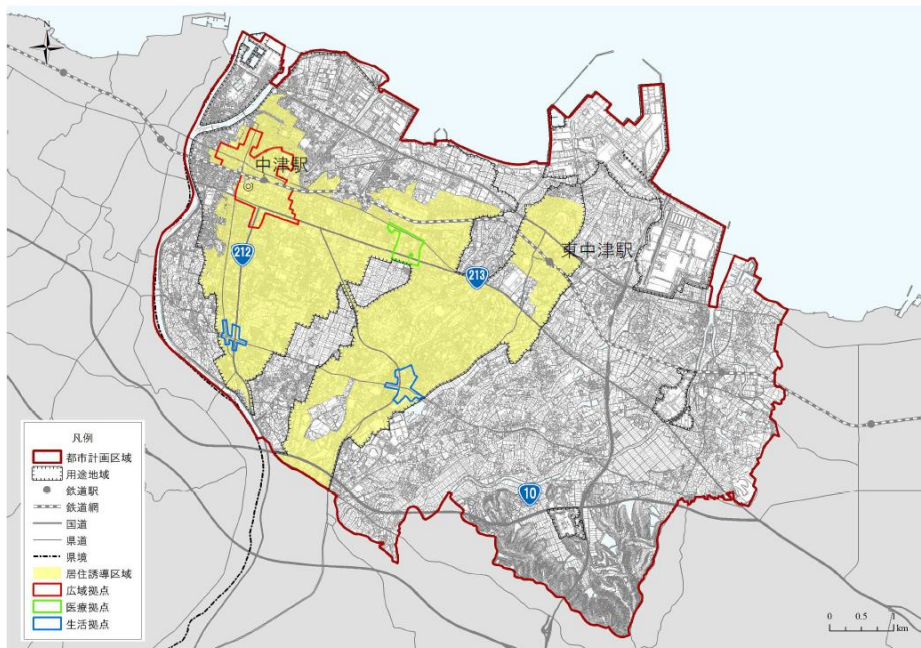 N
中津駅
212
213
東中津駅
10
凡例
都市計画区域
用途地域
鉄道駅
鉄道網
国道
県道
県境
居住誘導区域
広域拠点
医療拠点
生活拠点
0 0.5 1
km